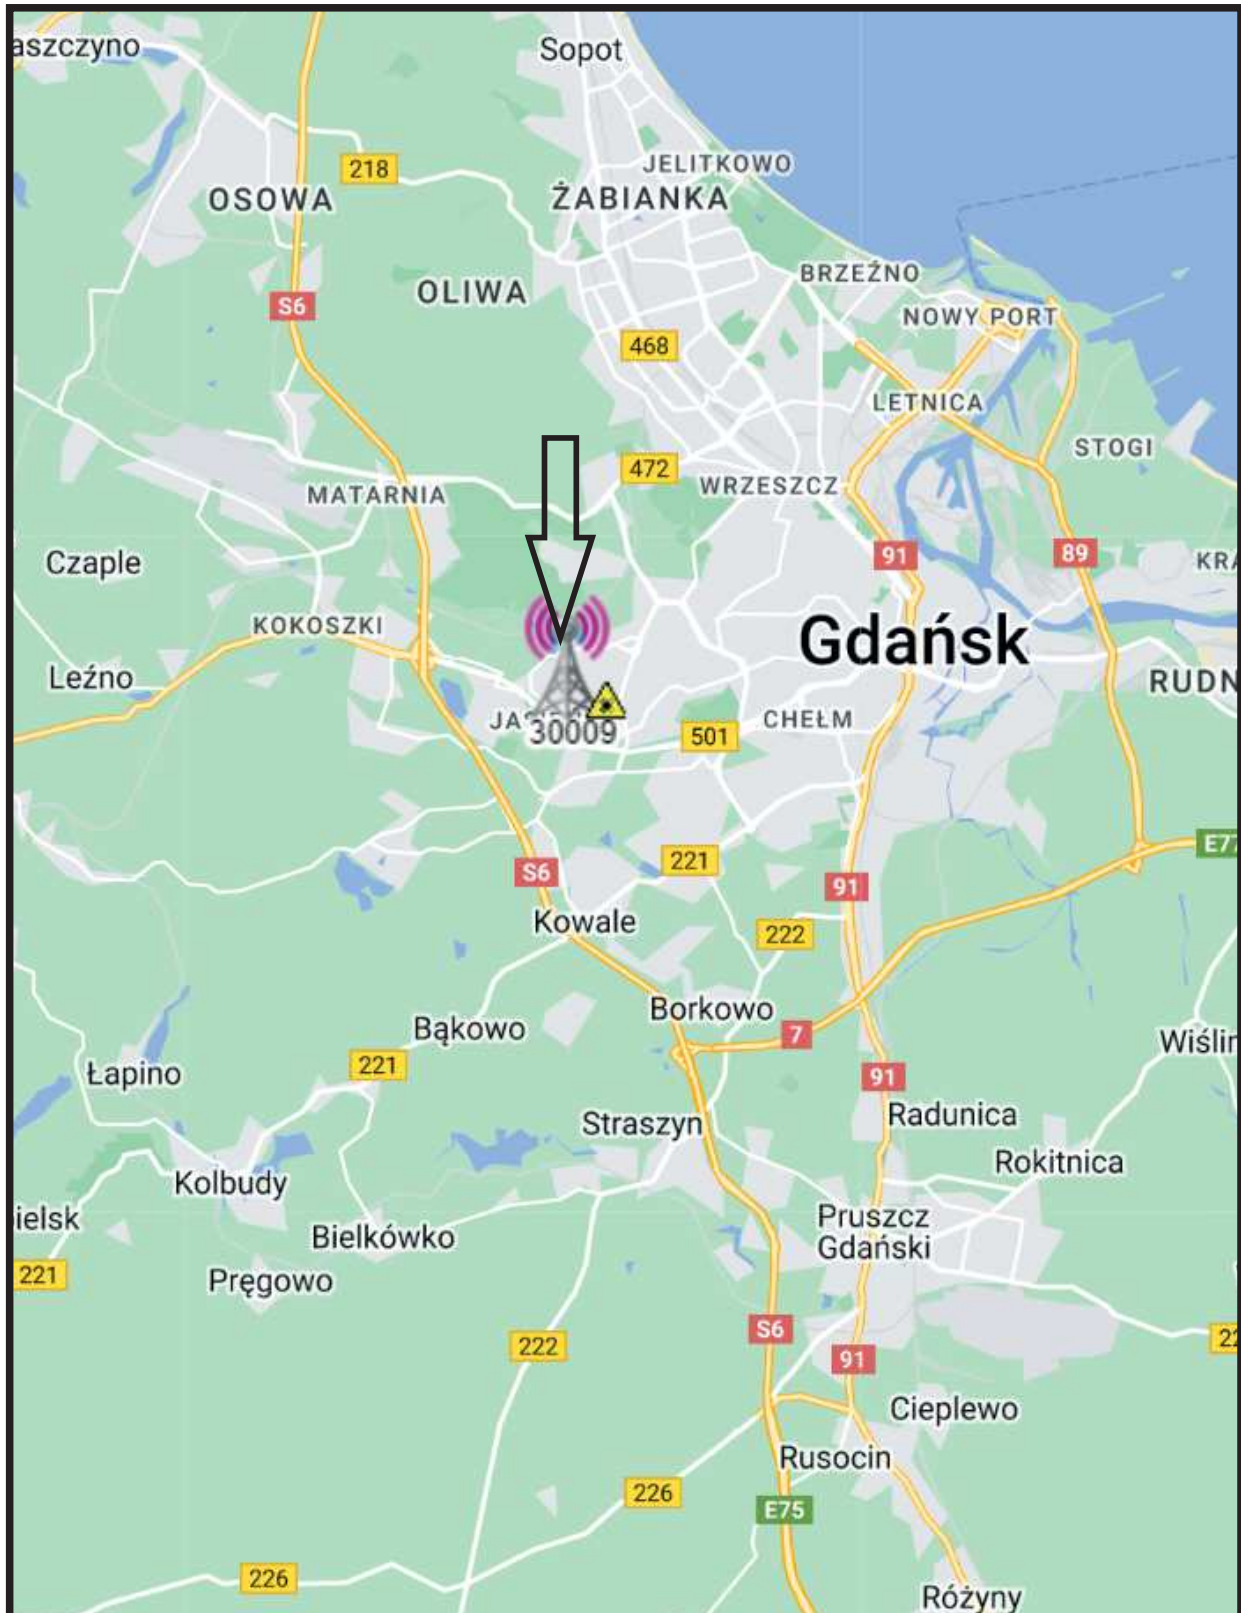 aszczyno
Sopot
JELITKOWO
218
OSOWA
ŻABIANKA
BRZEŹNO
OLIWA
S6
NOWY PORT
468
LETNICA
STOGI
472
WRZESZCZ
MATARNIA
Czaple
91
89
KRA
KOKOSZKI
Gdańsk
Leźno
RUDN
JAS
30009
CHEŁM
501
E77
221
S6
91
Kowale
222
Borkowo
Bąkowo
7
Wiślin
221
Łapino
91
Radunica
Straszyn
Rokitnica
Kolbudy
ielsk
Pruszcz
Gdański
Bielkówko
221
Pręgowo
S6
22
222
91
Cieplewo
Rusocin
226
E75
226
Różyny